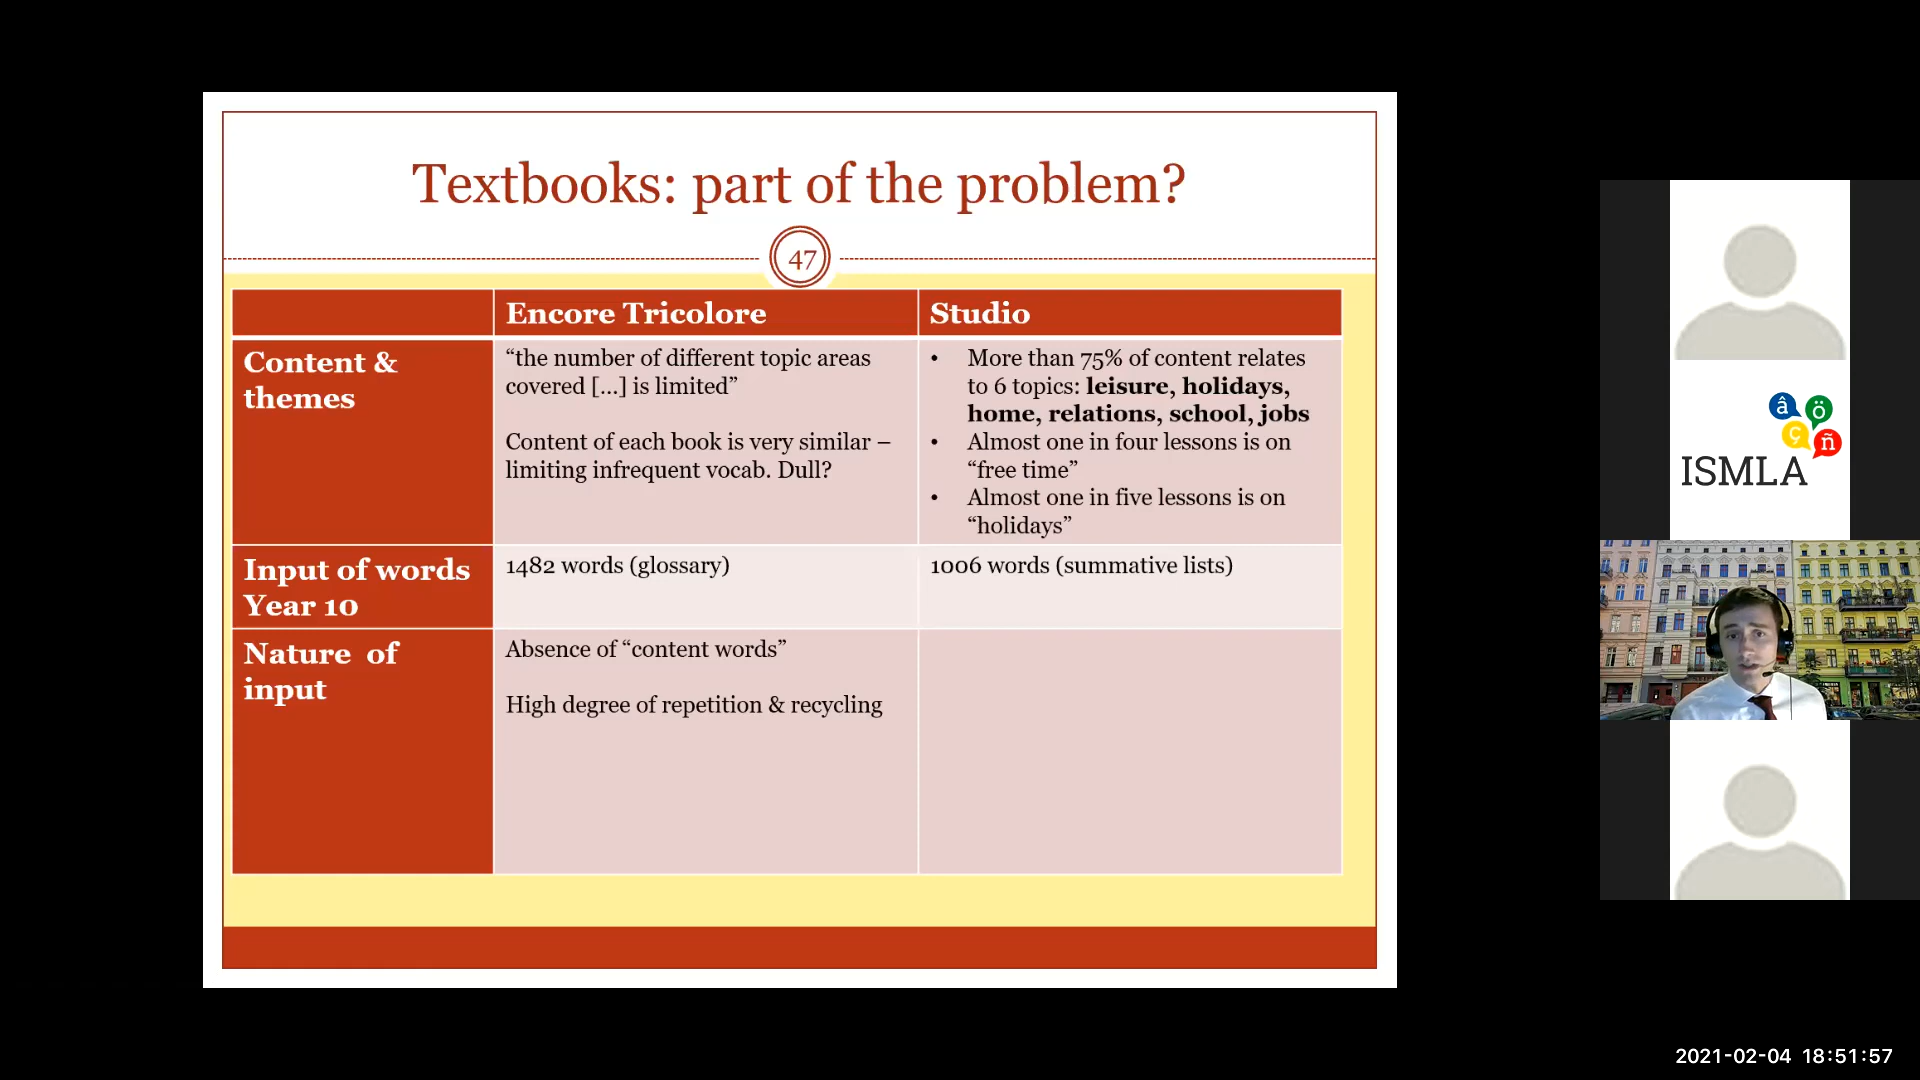 Textbooks: part of the problem?
47
Encore Tricolore
Studio
Content &
themes
“the number of different topic areas
covered [...] is limited”
Content of each book is very similar –
limiting infrequent vocab. Dull?
• More than 75% of content relates
to 6 topics: leisure, holidays,
home, relations, school, jobs
• Almost one in four lessons is on
“free time”
• Almost one in five lessons is on
“holidays”
Input of words
Year 10
1482 words (glossary)
1006 words (summative lists)
Nature of
input
Absence of “content words”
High degree of repetition & recycling
â ö
ç ñ
ISMLA
2021-02-04 18:51:57